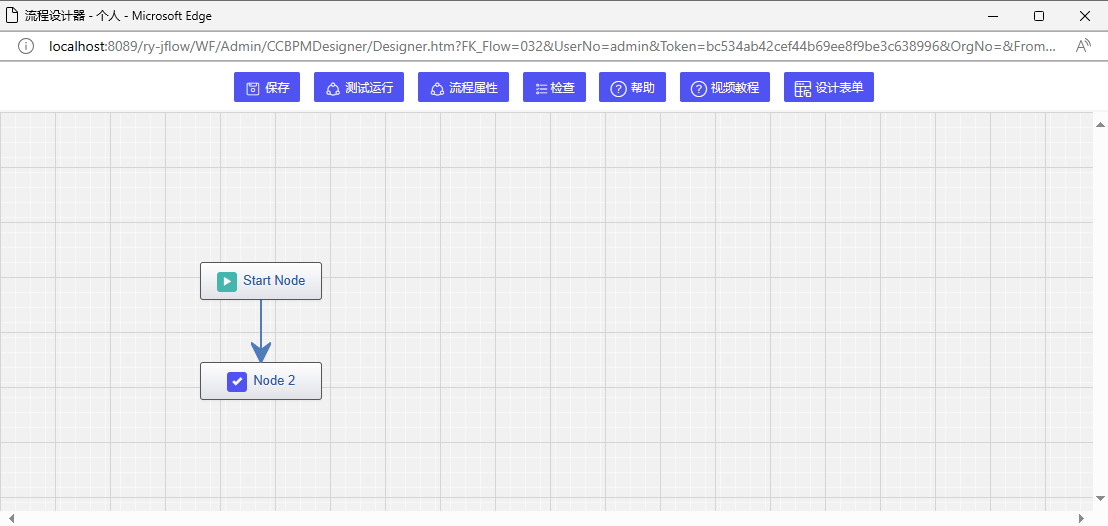 流程设计器 - 个人 - Microsoft Edge
localhost:8089/ry-jflow/WF/Admin/CCBPMDesigner/Designer.htm?FK_Flow=032&UserNo=admin&Token=bc534ab42cef44b69ee8f9be3c638996&OrgNo=&From...
保存 测试运行 流程属性 检查 帮助 视频教程 设计表单
Start Node
Node 2